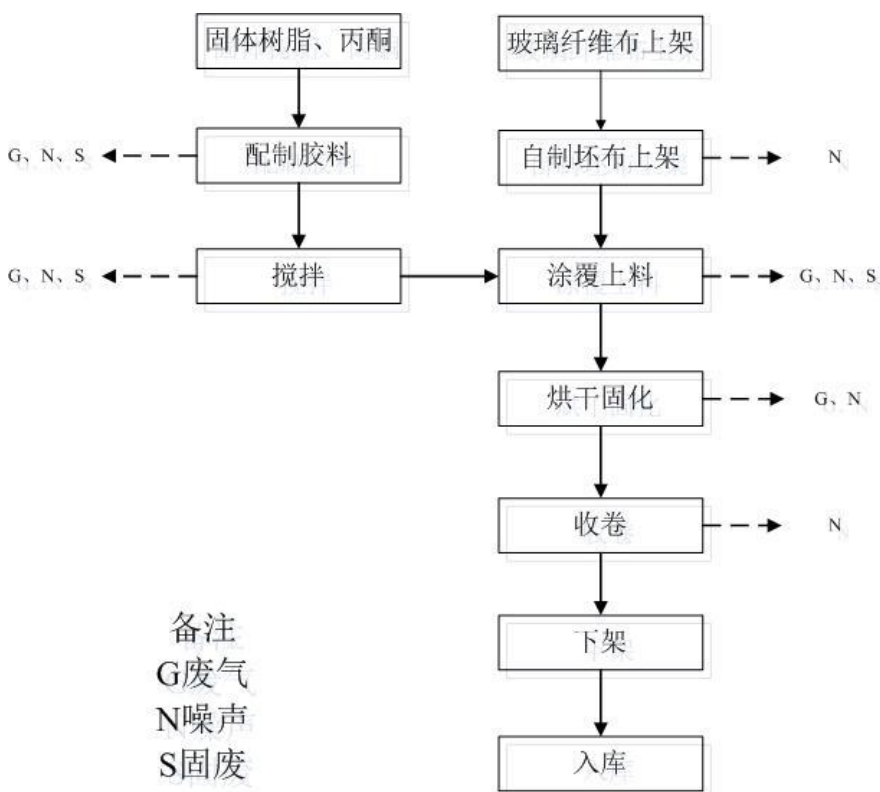 固体树脂、丙酮
玻璃纤维布上架
G、N、S
配制胶料
自制坯布上架
N
G、N、S
搅拌
涂覆上料
G、N、S
烘干固化
G、N
收卷
N
下架
入库
备注
G废气
N噪声
S固废